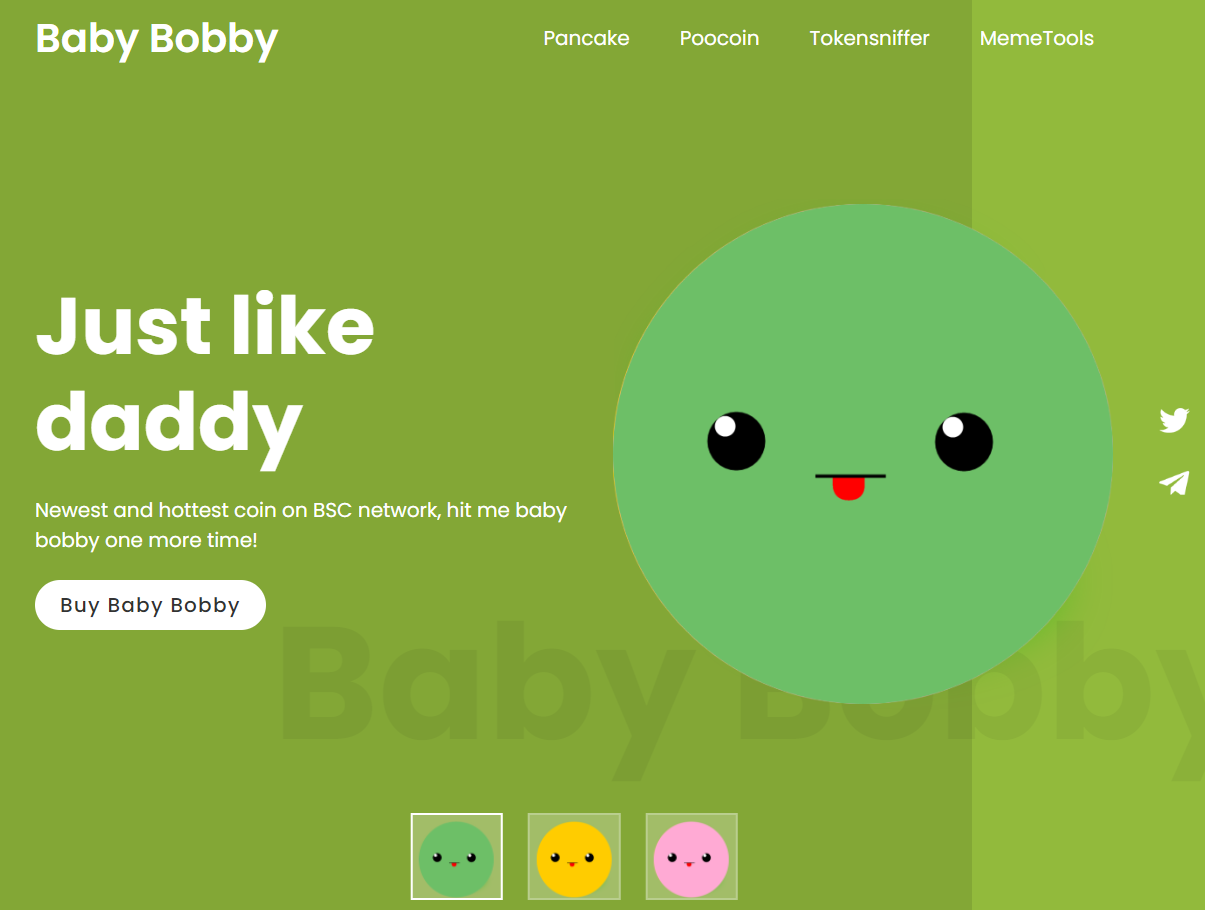 Baby Bobby
Pancake Poocoin Tokensniffer MemeTools
Just like
daddy
Newest and hottest coin on BSC network, hit me baby
bobby one more time!
Buy Baby Bobby
Baby Bobby